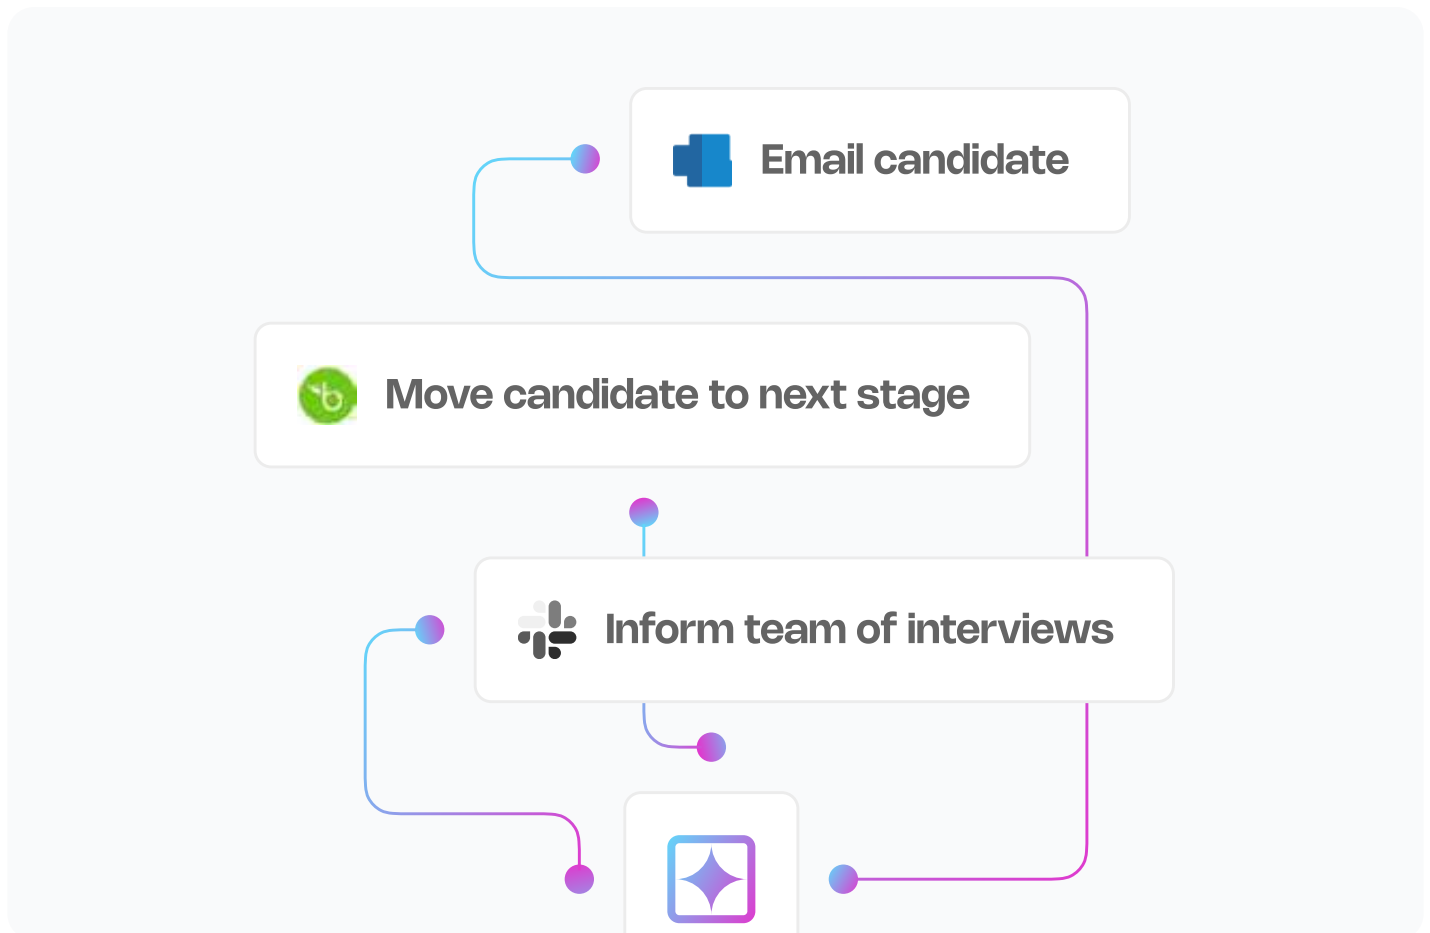 Email candidate
Move candidate to next stage
Inform team of interviews